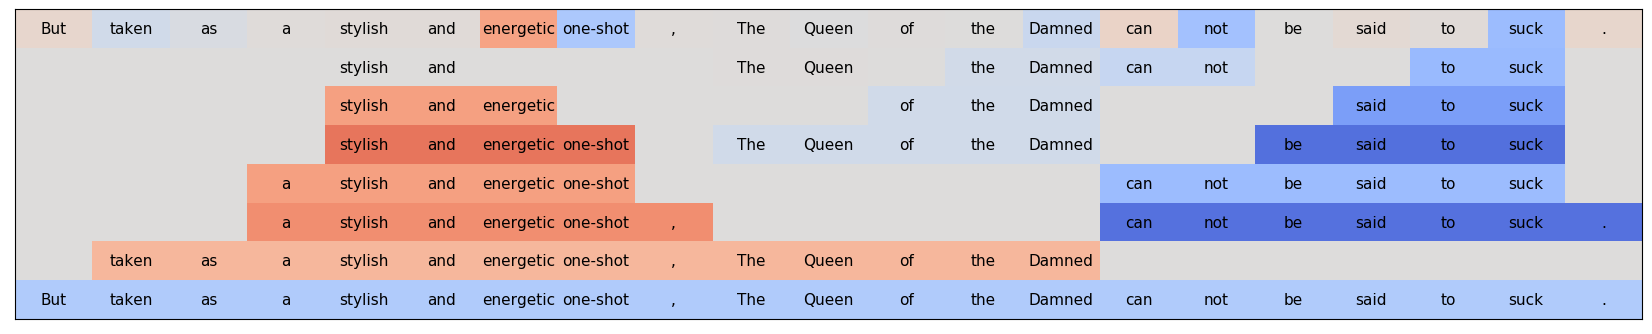 But taken as a stylish and energetic one-shot , The Queen of the Damned can not be said to suck .
stylish and The Queen the Damned can not to suck
stylish and energetic of the Damned said to suck
stylish and energetic one-shot The Queen of the Damned be said to suck
a stylish and energetic one-shot can not be said to suck
a stylish and energetic one-shot , can not be said to suck .
taken as a stylish and energetic one-shot , The Queen of the Damned
But taken as a stylish and energetic one-shot , The Queen of the Damned can not be said to suck .